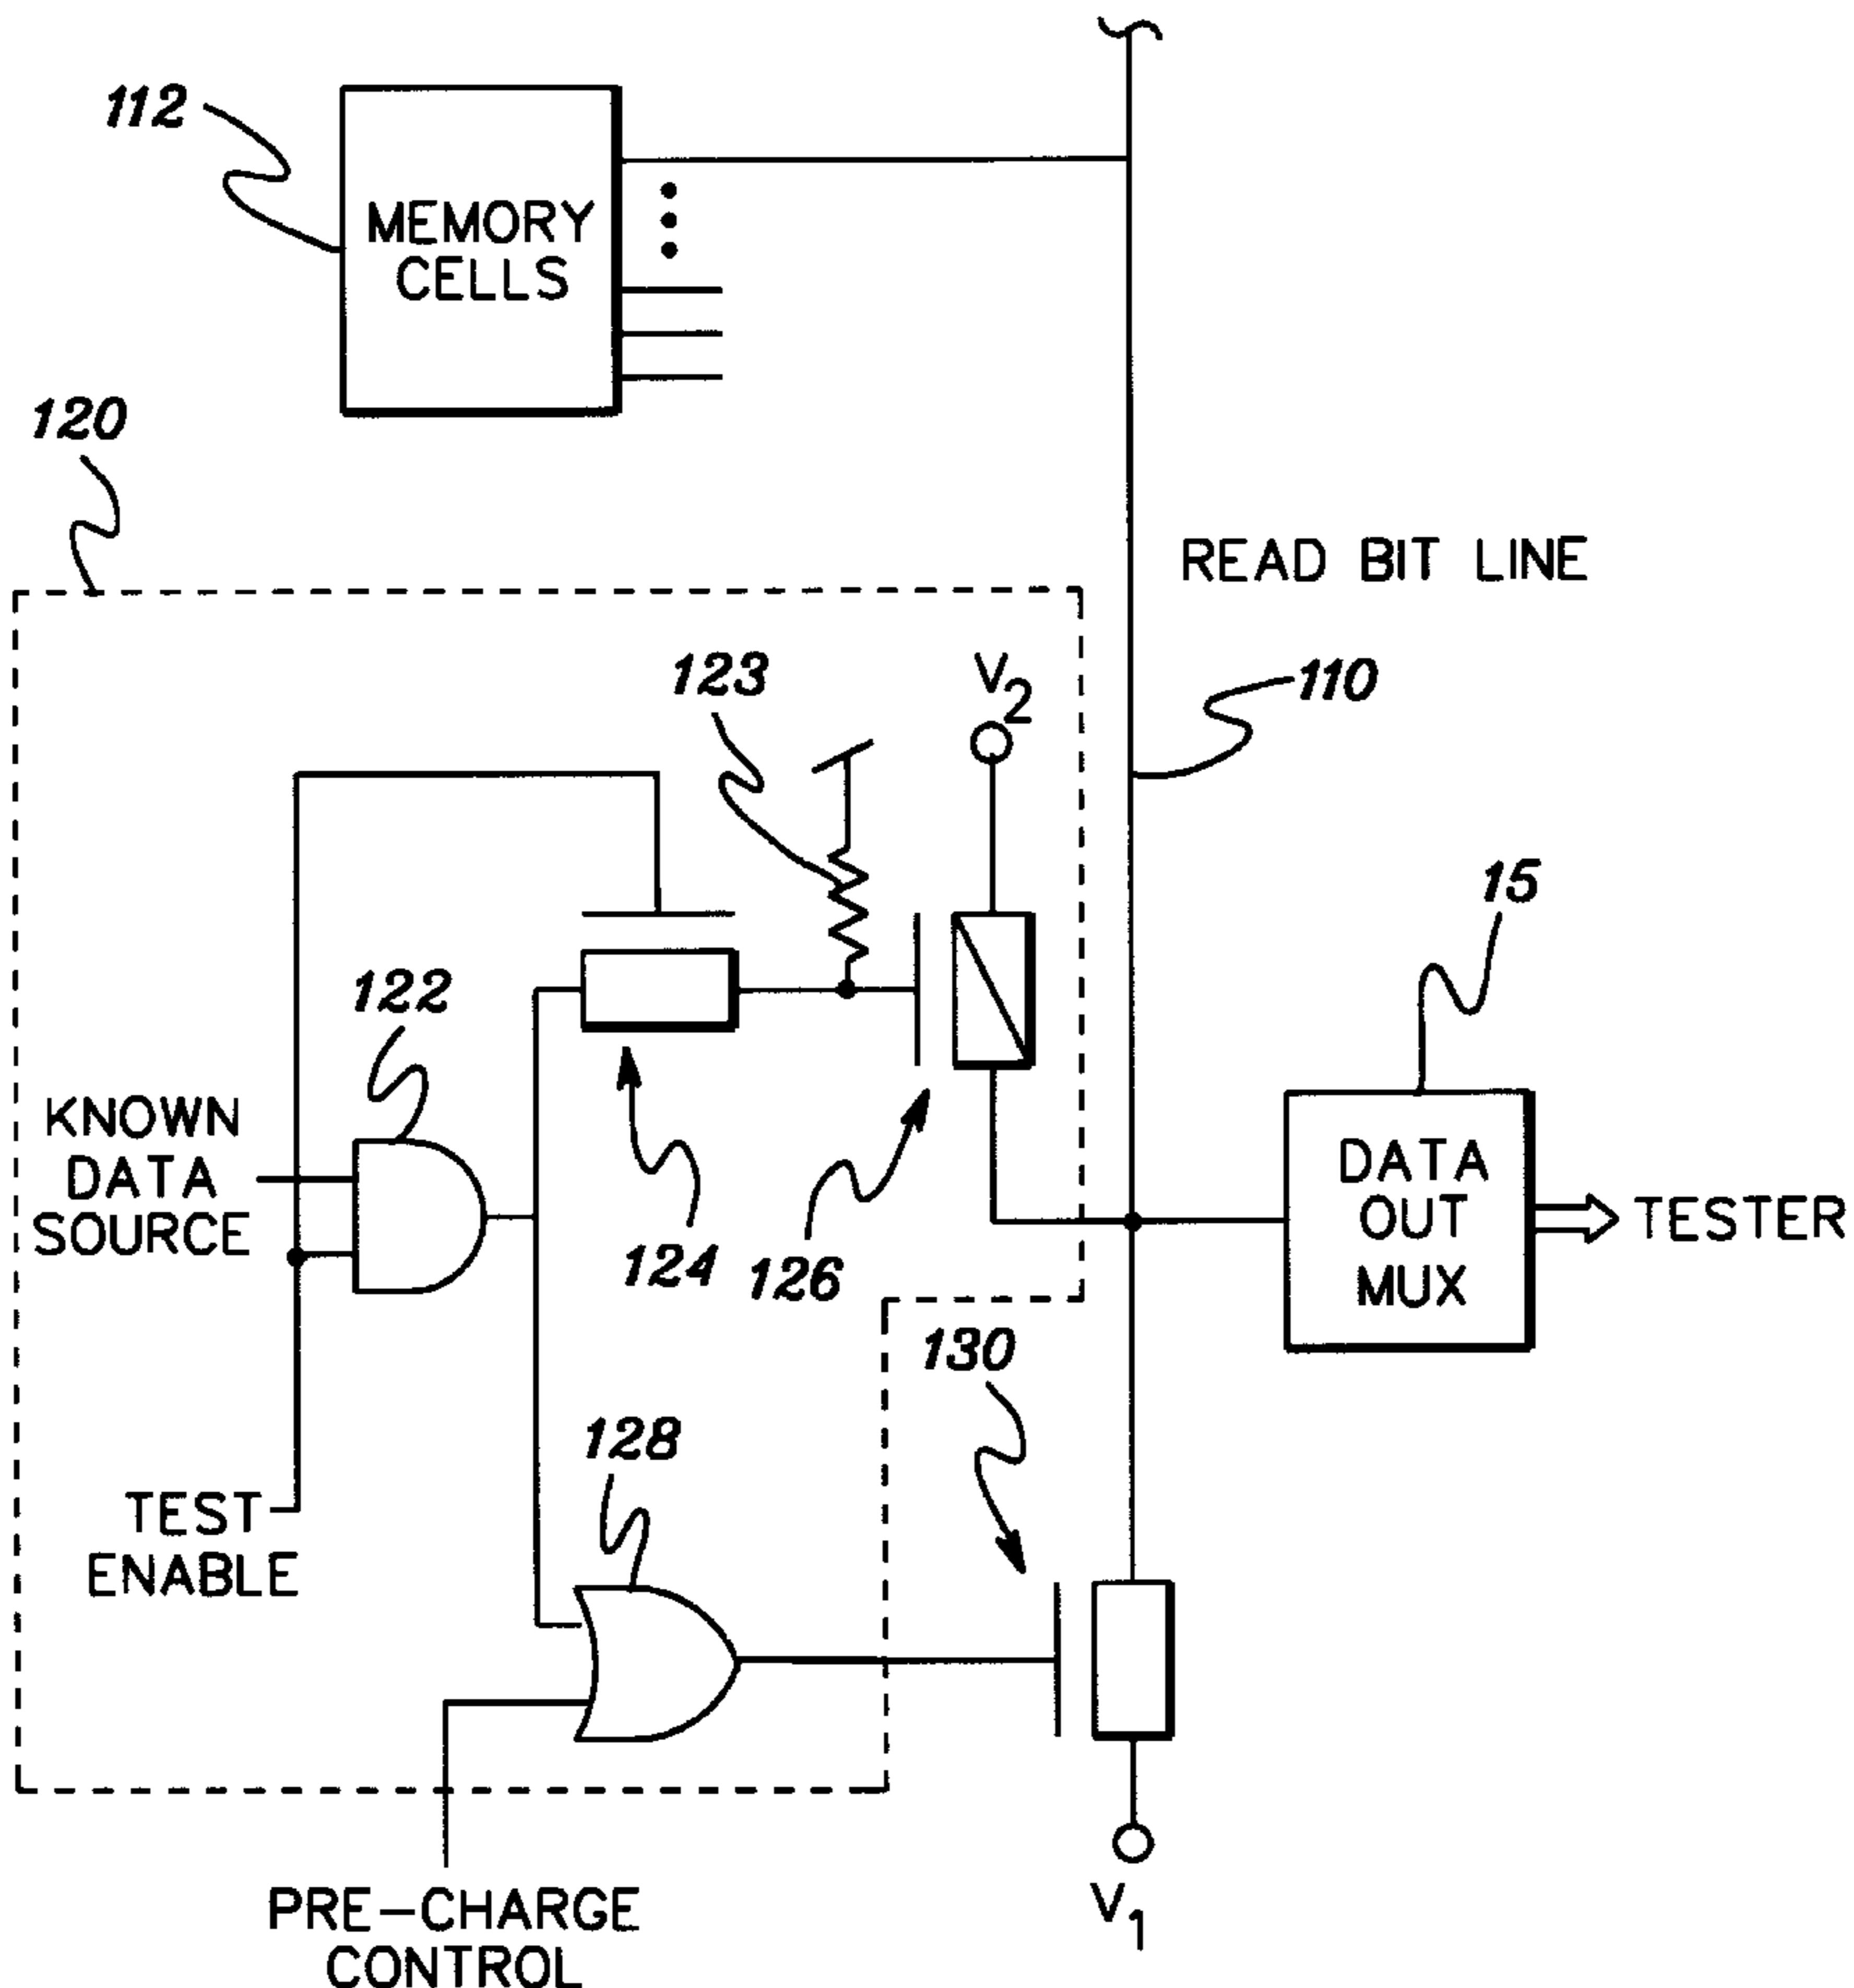 112
MEMORY
CELLS
120
READ BIT LINE
123
V2
110
15
122
KNOWN
DATA
SOURCE
DATA
OUT
MUX
TESTER
124
126
130
128
TEST
ENABLE
PRE-CHARGE
CONTROL
V1